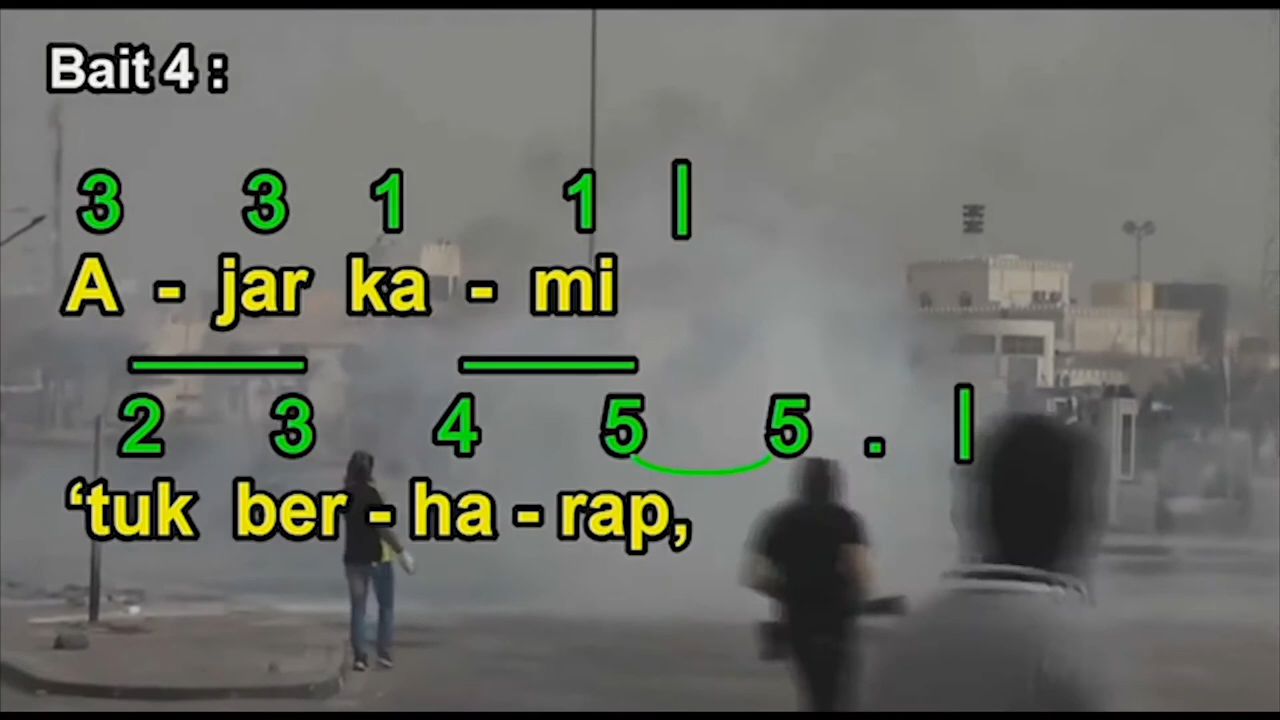 Bait 4 :
3 3 1 1 |
A - jar ka - mi
2 3 4 5 5 . |
‘tuk ber - ha - rap,